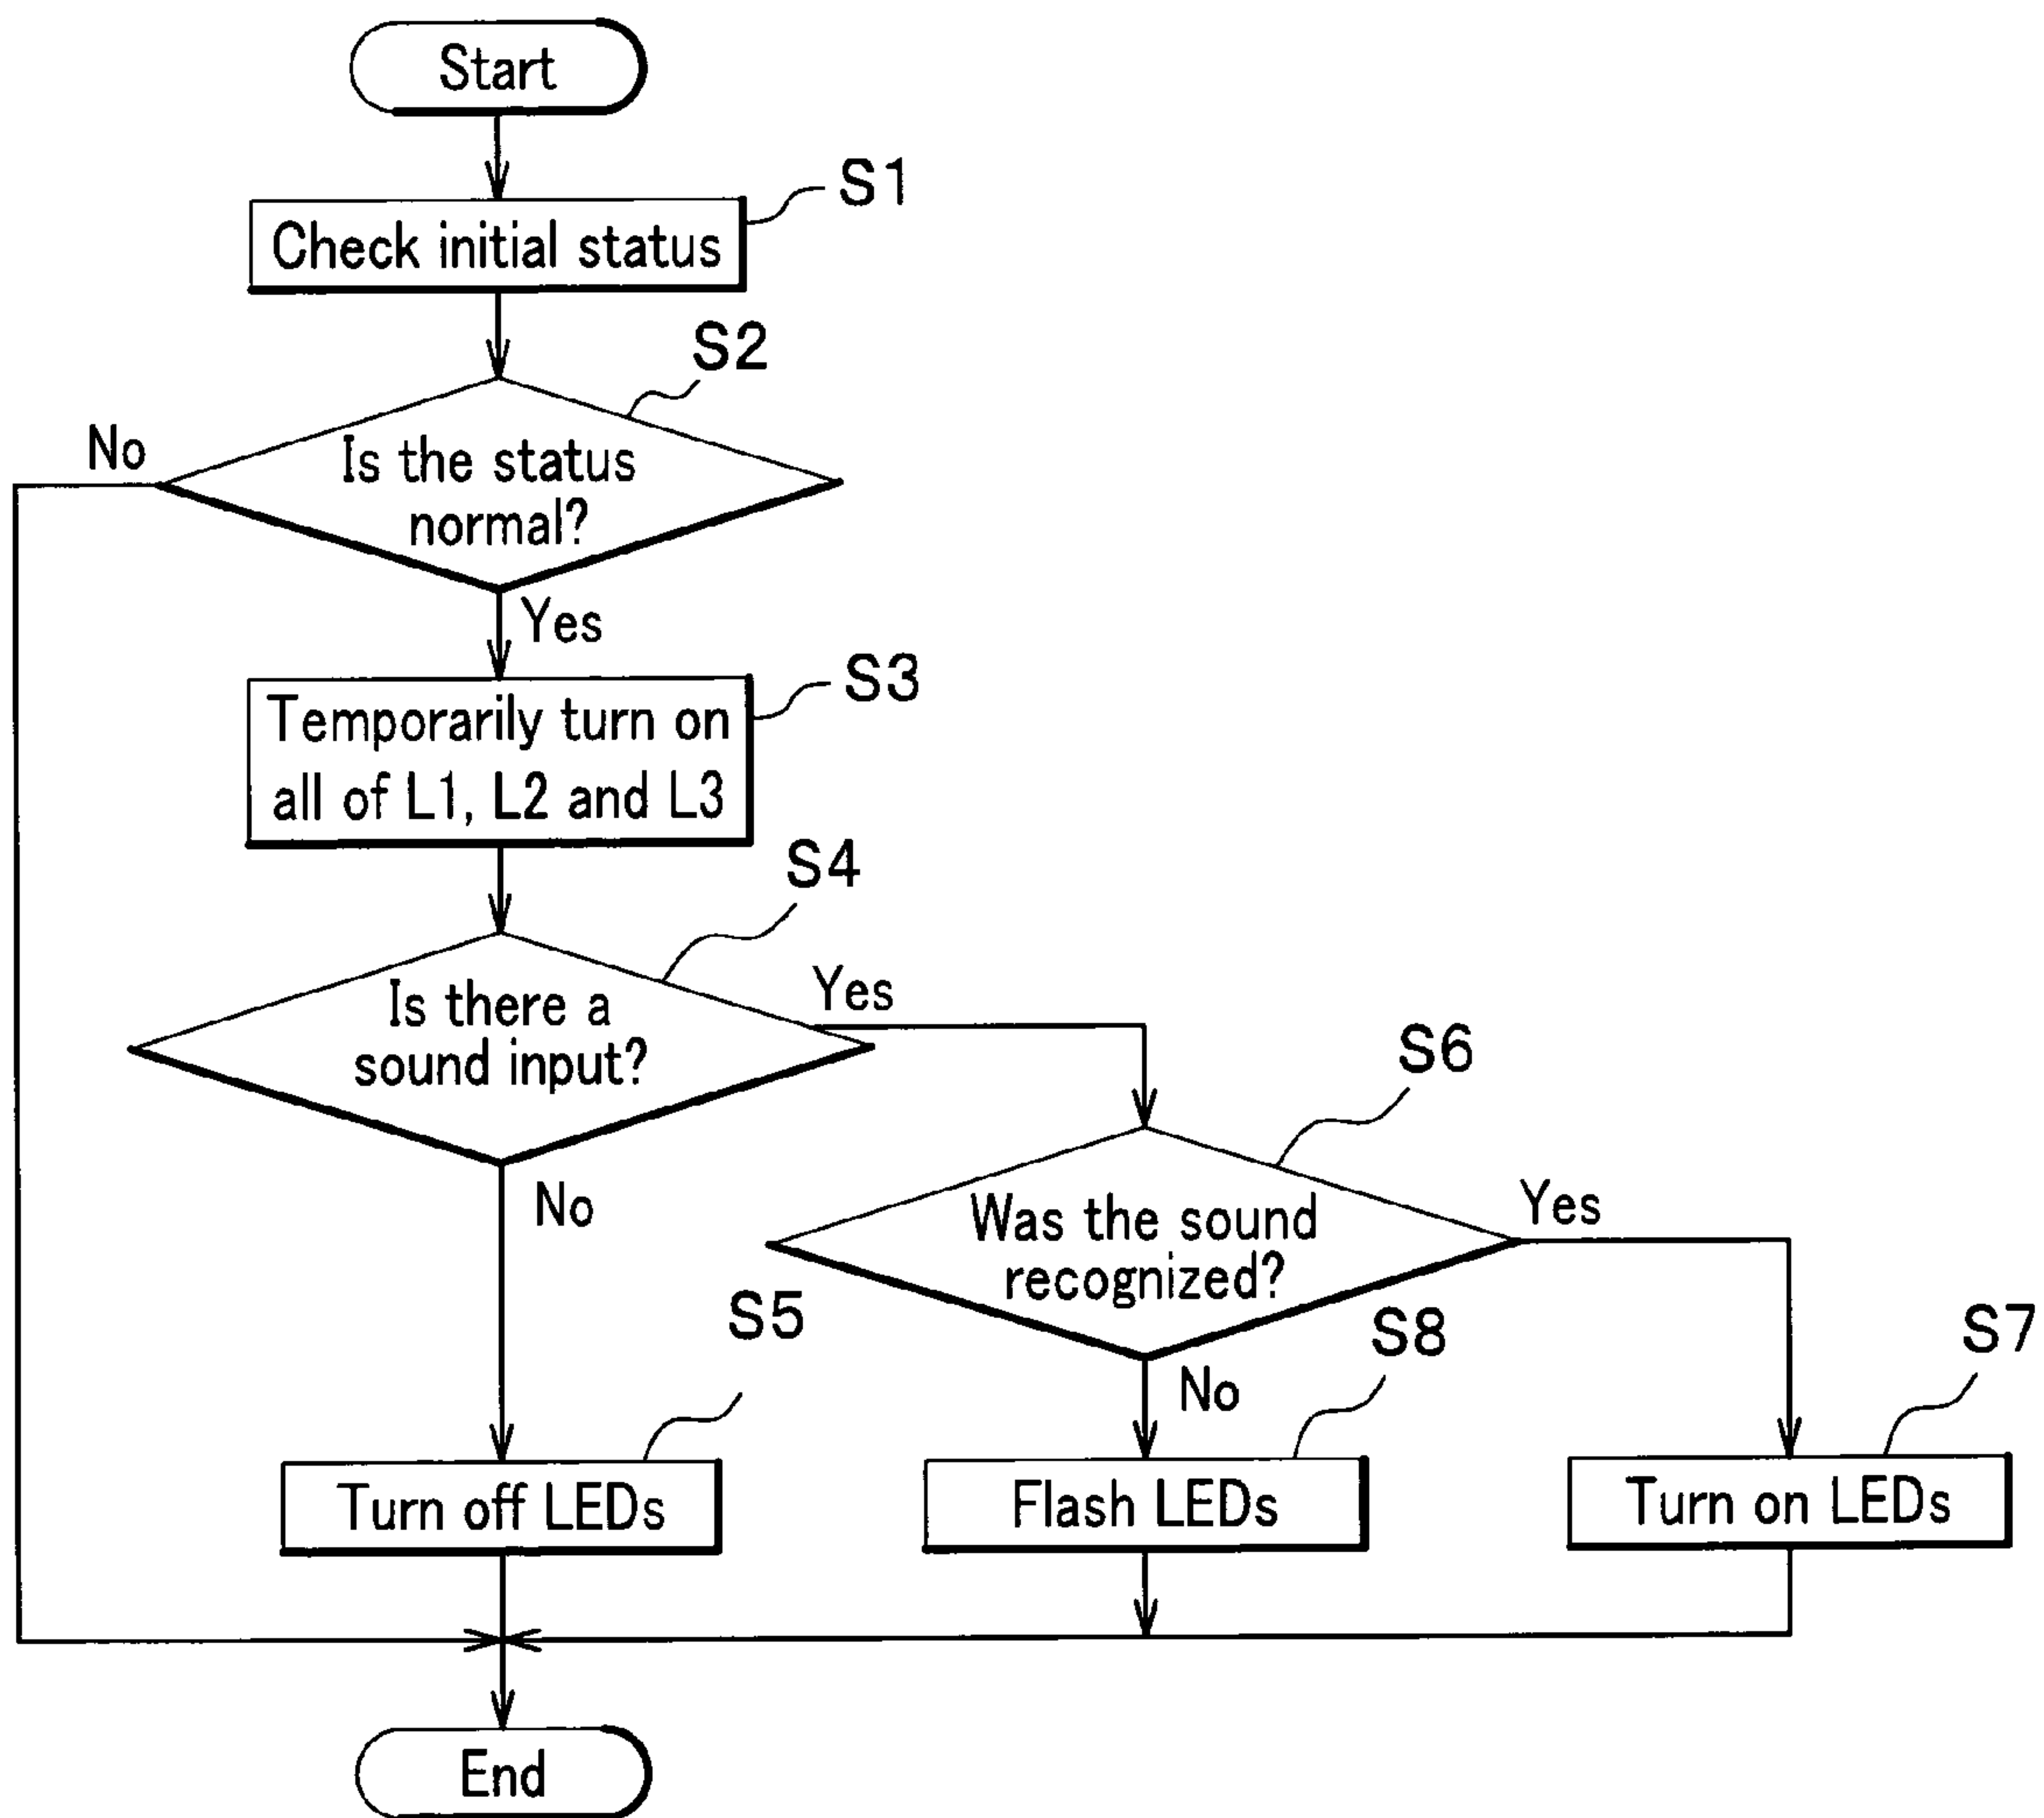 Start
S1
Check initial status
S2
No
Is the status
normal?
Yes
S3
Temporarily turn on
all of L1, L2 and L3
S4
Is there a
sound input?
Yes
No
S6
Was the sound
recognized?
Yes
S5
S8
S7
No
Turn off LEDs
Flash LEDs
Turn on LEDs
End